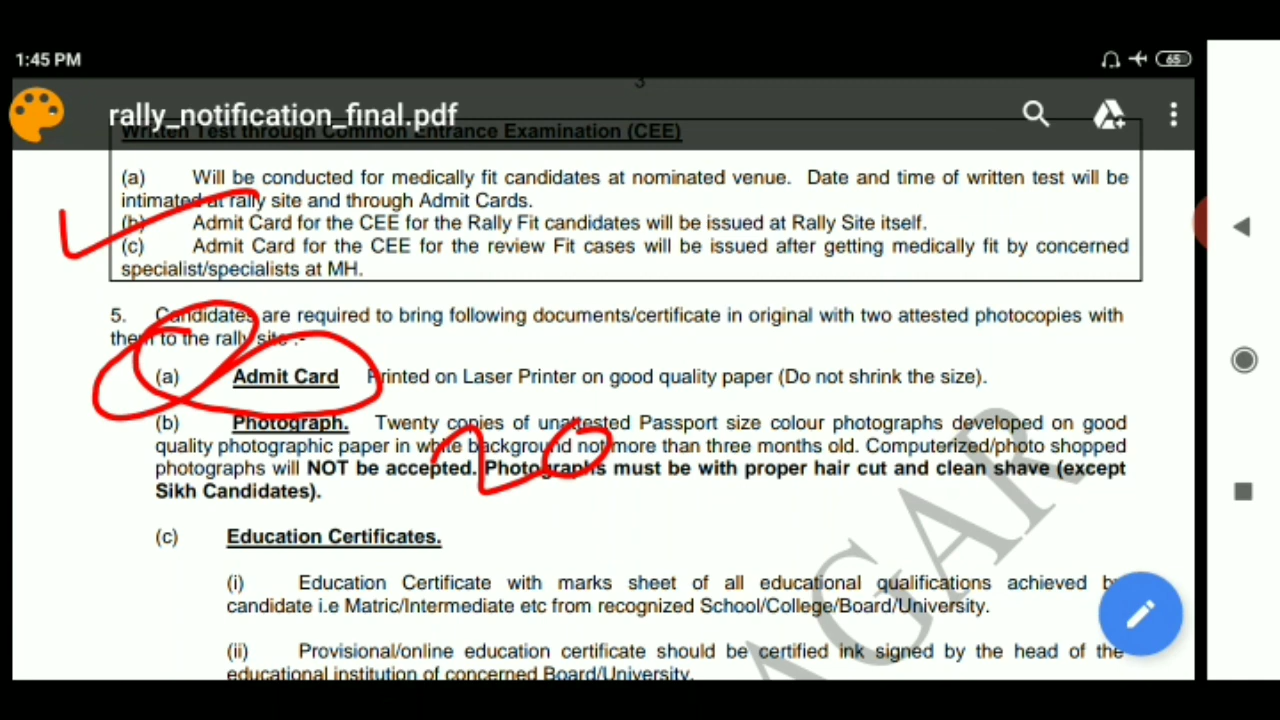 1:45 PM
65
3
rally_notification_final.pdf
Written Test through Common Entrance Examination (CEE)
(a) Will be conducted for medically fit candidates at nominated venue. Date and time of written test will be
intimated at rally site and through Admit Cards.
(b) Admit Card for the CEE for the Rally Fit candidates will be issued at Rally Site itself.
(c) Admit Card for the CEE for the review Fit cases will be issued after getting medically fit by concerned
specialist/specialists at MH.
5. Candidates are required to bring following documents/certificate in original with two attested photocopies with
them to the rally site :-
(a) Admit Card Printed on Laser Printer on good quality paper (Do not shrink the size).
(b) Photograph. Twenty copies of unattested Passport size colour photographs developed on good
quality photographic paper in white background not more than three months old. Computerized/photo shopped
photographs will NOT be accepted. Photographs must be with proper hair cut and clean shave (except
Sikh Candidates).
20
(c) Education Certificates.
(i) Education Certificate with marks sheet of all educational qualifications achieved by
candidate i.e Matric/Intermediate etc from recognized School/College/Board/University.
(ii) Provisional/online education certificate should be certified ink signed by the head of the
educational institution of concerned Board/University.
AGAR